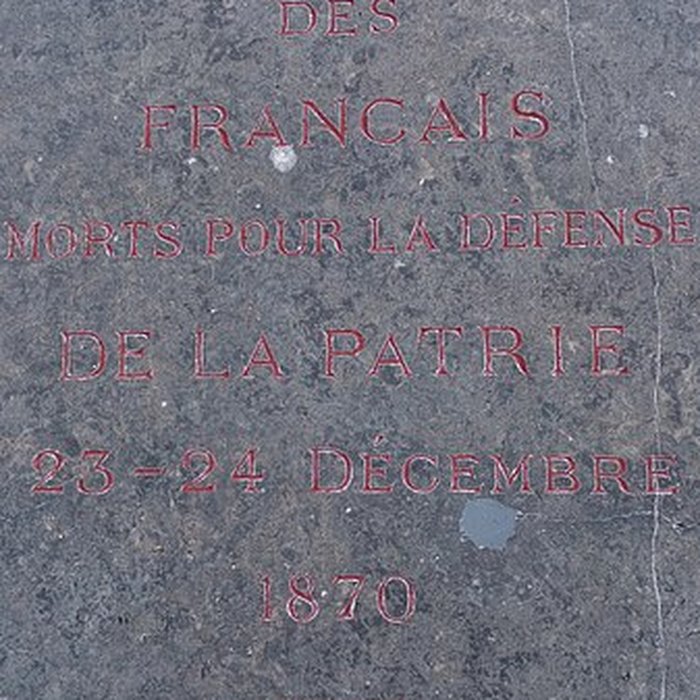 DES
FRANCAIS
MORTS POUR LA DÉFENSE
DE LA PATRIE
23-24 DÉCEMBRE
1870